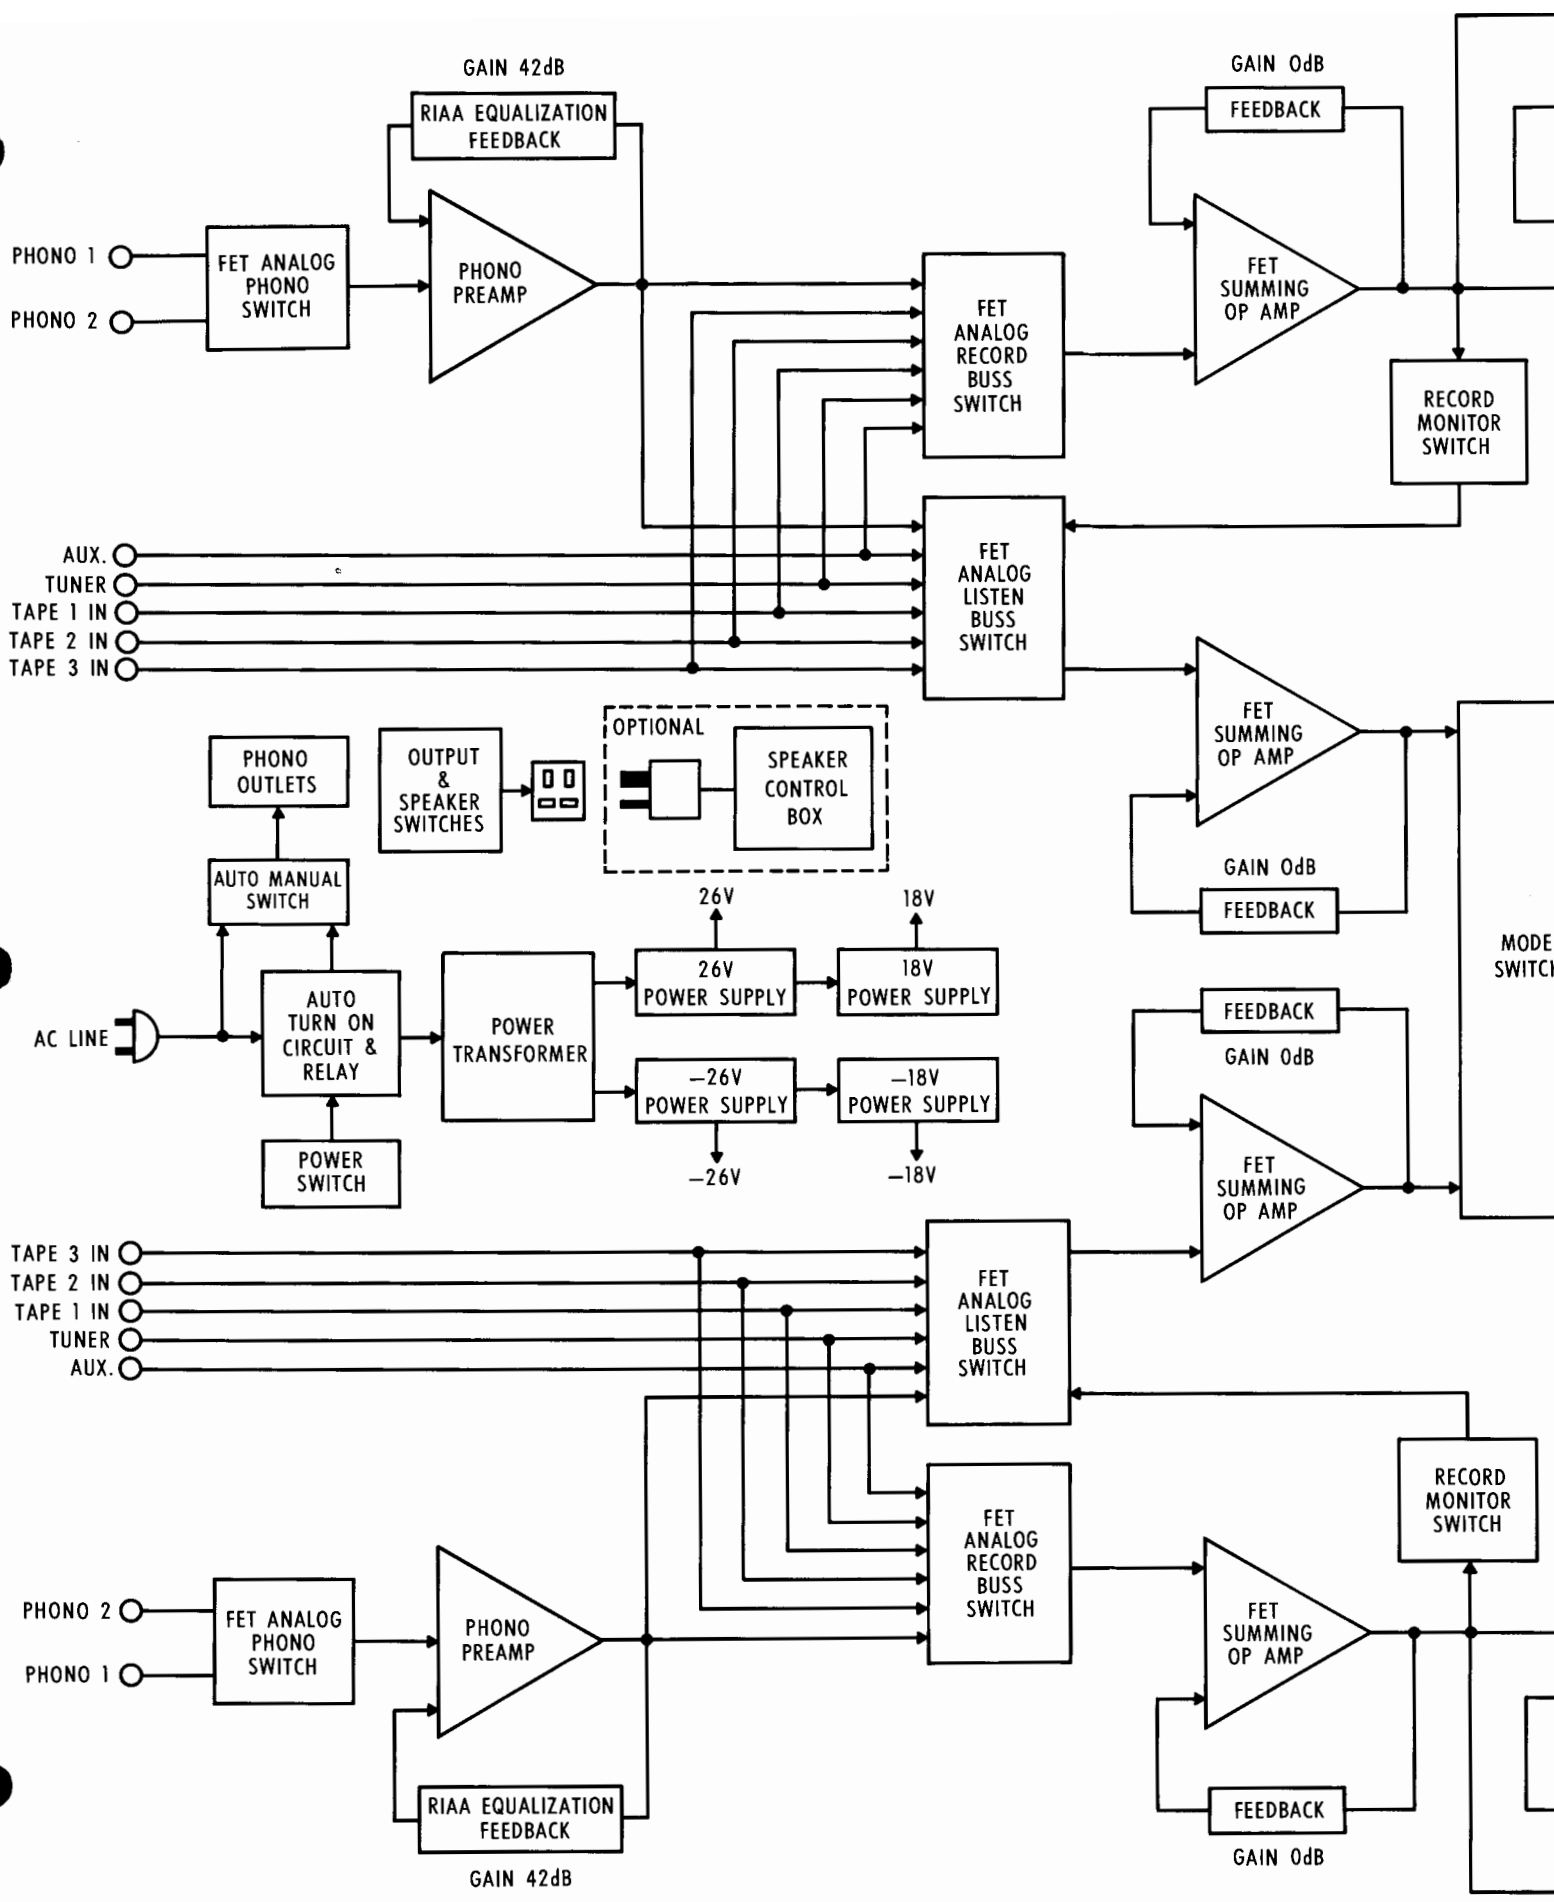 GAIN 42dB
RIAA EQUALIZATION
FEEDBACK
GAIN 0dB
FEEDBACK
PHONO 1
PHONO 2
FET ANALOG
PHONO
SWITCH
PHONO
PREAMP
FET
ANALOG
RECORD
BUSS
SWITCH
FET
SUMMING
OP AMP
RECORD
MONITOR
SWITCH
AUX.
TUNER
TAPE 1 IN
TAPE 2 IN
TAPE 3 IN
FET
ANALOG
LISTEN
BUSS
SWITCH
FET
SUMMING
OP AMP
GAIN 0dB
FEEDBACK
PHONO
OUTLETS
OUTPUT
&
SPEAKER
SWITCHES
OPTIONAL
SPEAKER
CONTROL
BOX
AUTO MANUAL
SWITCH
26V
18V
26V
POWER SUPPLY
18V
POWER SUPPLY
AC LINE
AUTO
TURN ON
CIRCUIT &
RELAY
POWER
TRANSFORMER
–26V
POWER SUPPLY
–18V
POWER SUPPLY
–26V
–18V
POWER
SWITCH
MODE
SWITCH
FEEDBACK
GAIN 0dB
FET
SUMMING
OP AMP
TAPE 3 IN
TAPE 2 IN
TAPE 1 IN
TUNER
AUX.
FET
ANALOG
LISTEN
BUSS
SWITCH
RECORD
MONITOR
SWITCH
FET
ANALOG
RECORD
BUSS
SWITCH
PHONO 2
PHONO 1
FET ANALOG
PHONO
SWITCH
PHONO
PREAMP
FET
SUMMING
OP AMP
RIAA EQUALIZATION
FEEDBACK
GAIN 42dB
FEEDBACK
GAIN 0dB